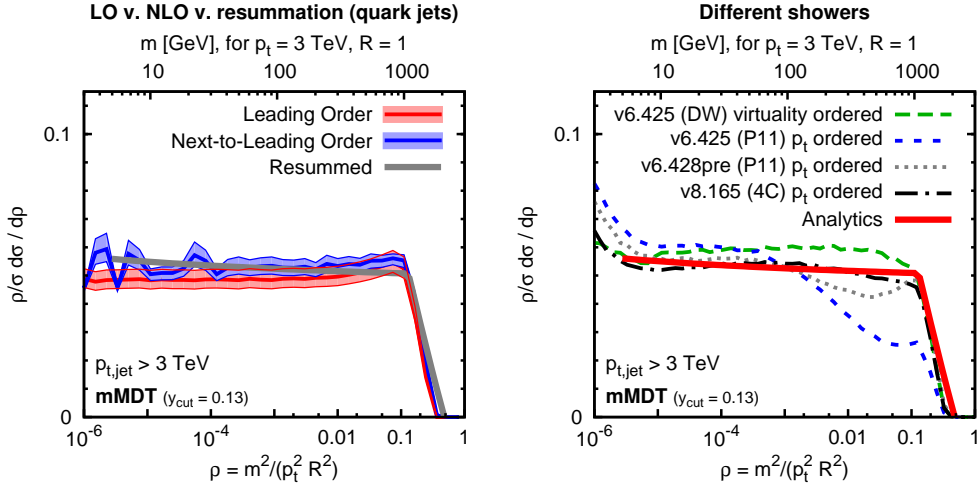 LO v. NLO v. resummation (quark jets)
m [GeV], for pt = 3 TeV, R = 1
10 100 1000
Leading Order
Next-to-Leading Order
Resummed
0.1
ρ/σ dσ / dρ
pt,jet > 3 TeV
mMDT (ycut = 0.13)
0
10-6 10-4 0.01 0.1 1
ρ = m2/(pt2 R2)
Different showers
m [GeV], for pt = 3 TeV, R = 1
10 100 1000
v6.425 (DW) virtuality ordered
v6.425 (P11) pt ordered
v6.428pre (P11) pt ordered
v8.165 (4C) pt ordered
Analytics
0.1
ρ/σ dσ / dρ
pt,jet > 3 TeV
mMDT (ycut = 0.13)
0
10-6 10-4 0.01 0.1 1
ρ = m2/(pt2 R2)